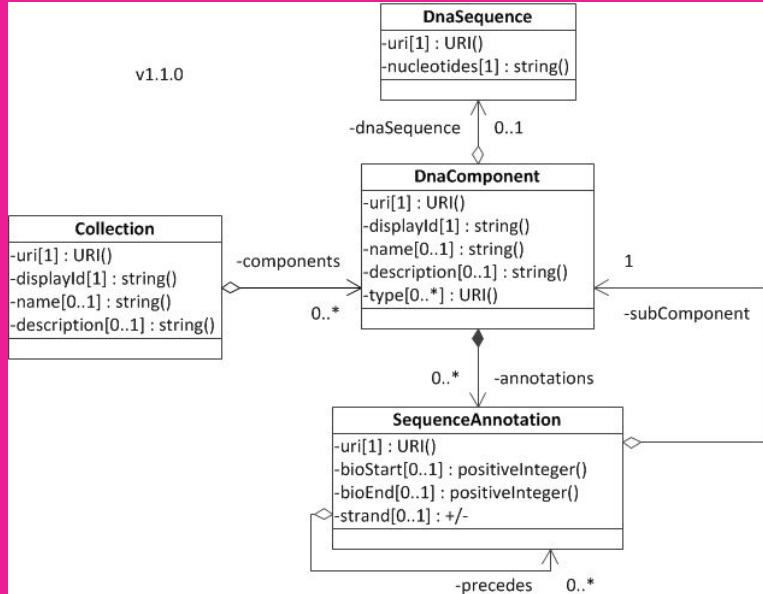 DnaSequence
-uri[1] : URI()
-nucleotides[1] : string()
v1.1.0
-dnaSequence 0..1
DnaComponent
-uri[1] : URI()
-displayId[1] : string()
-name[0..1] : string()
-description[0..1] : string()
-type[0..*] : URI()
Collection
-uri[1] : URI()
-displayId[1] : string()
-name[0..1] : string()
-description[0..1] : string()
-components
0..*
1
-subComponent
0..* -annotations
SequenceAnnotation
-uri[1] : URI()
-bioStart[0..1] : positiveInteger()
-bioEnd[0..1] : positiveInteger()
-strand[0..1] : +/-
-precedes 0..*